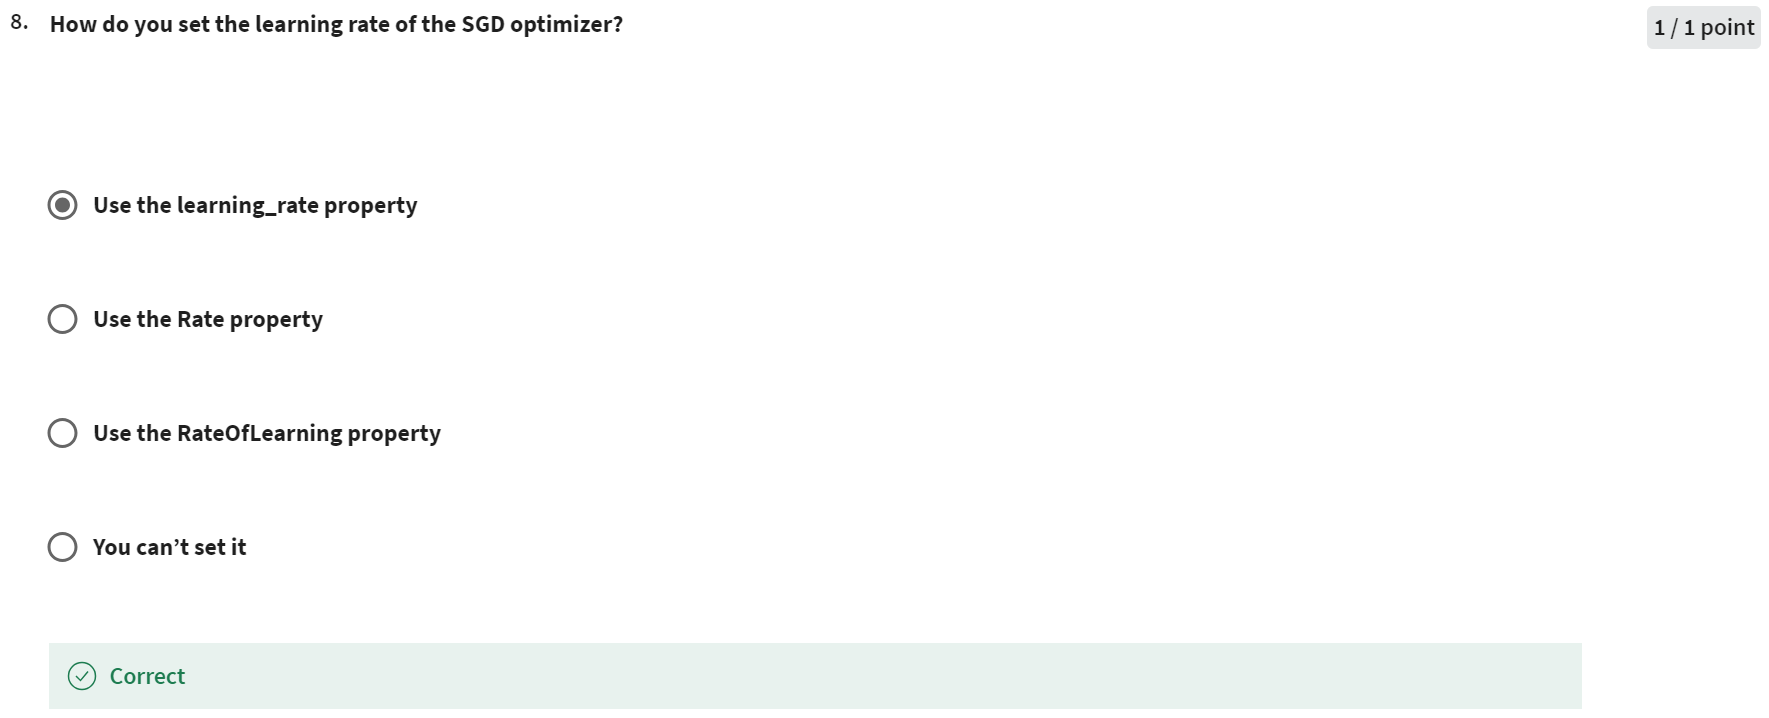 8. How do you set the learning rate of the SGD optimizer?
1 / 1 point
Use the learning_rate property
Use the Rate property
Use the RateOfLearning property
You can’t set it
Correct